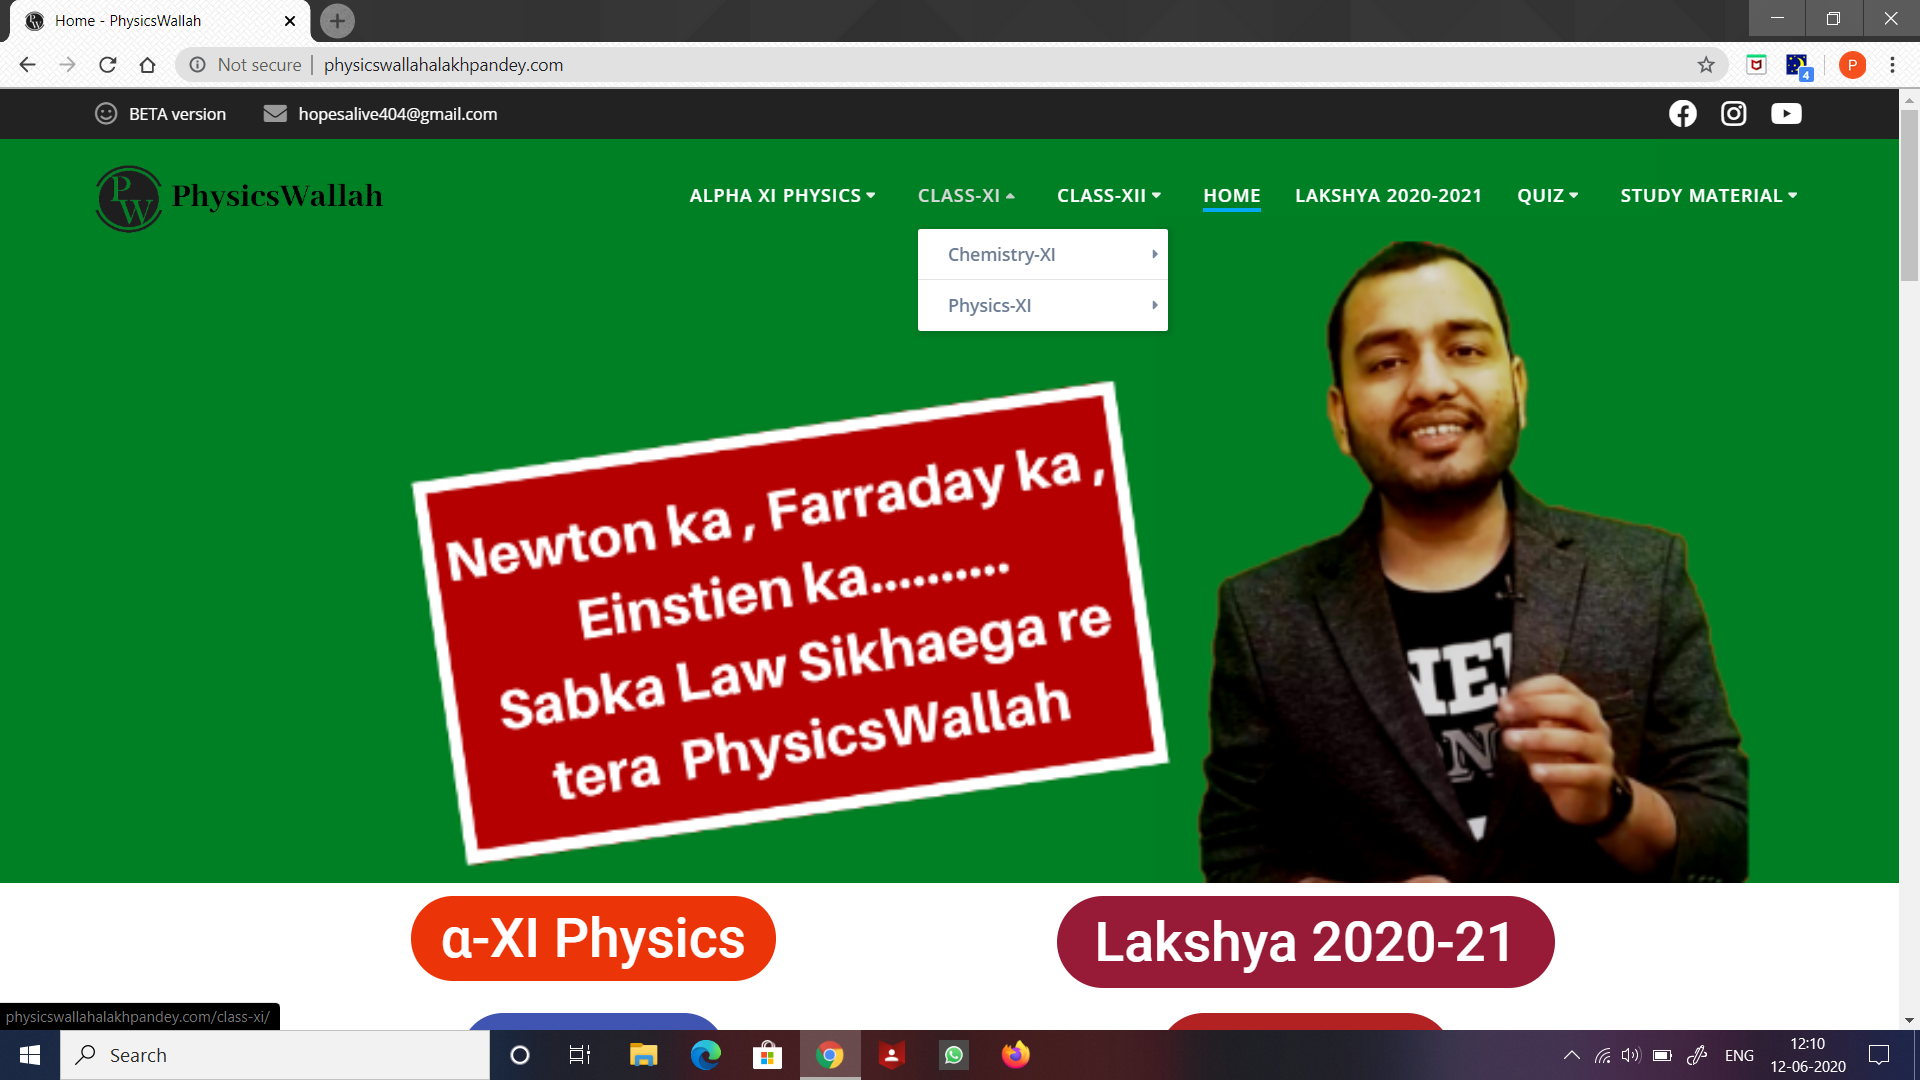 Home - PhysicsWallah
Not secure | physicswallahalakhpandey.com
P
4
BETA version
hopesalive404@gmail.com
PW
PhysicsWallah
ALPHA XI PHYSICS
CLASS-XI
CLASS-XII
HOME
LAKSHYA 2020-2021
QUIZ
STUDY MATERIAL
Chemistry-XI
Physics-XI
Newton ka , Farraday ka ,
Einstien ka..........
Sabka Law Sikhaega re
tera PhysicsWallah
α-XI Physics
Lakshya 2020-21
physicswallahalakhpandey.com/class-xi/
Search
ENG
12:10
12-06-2020